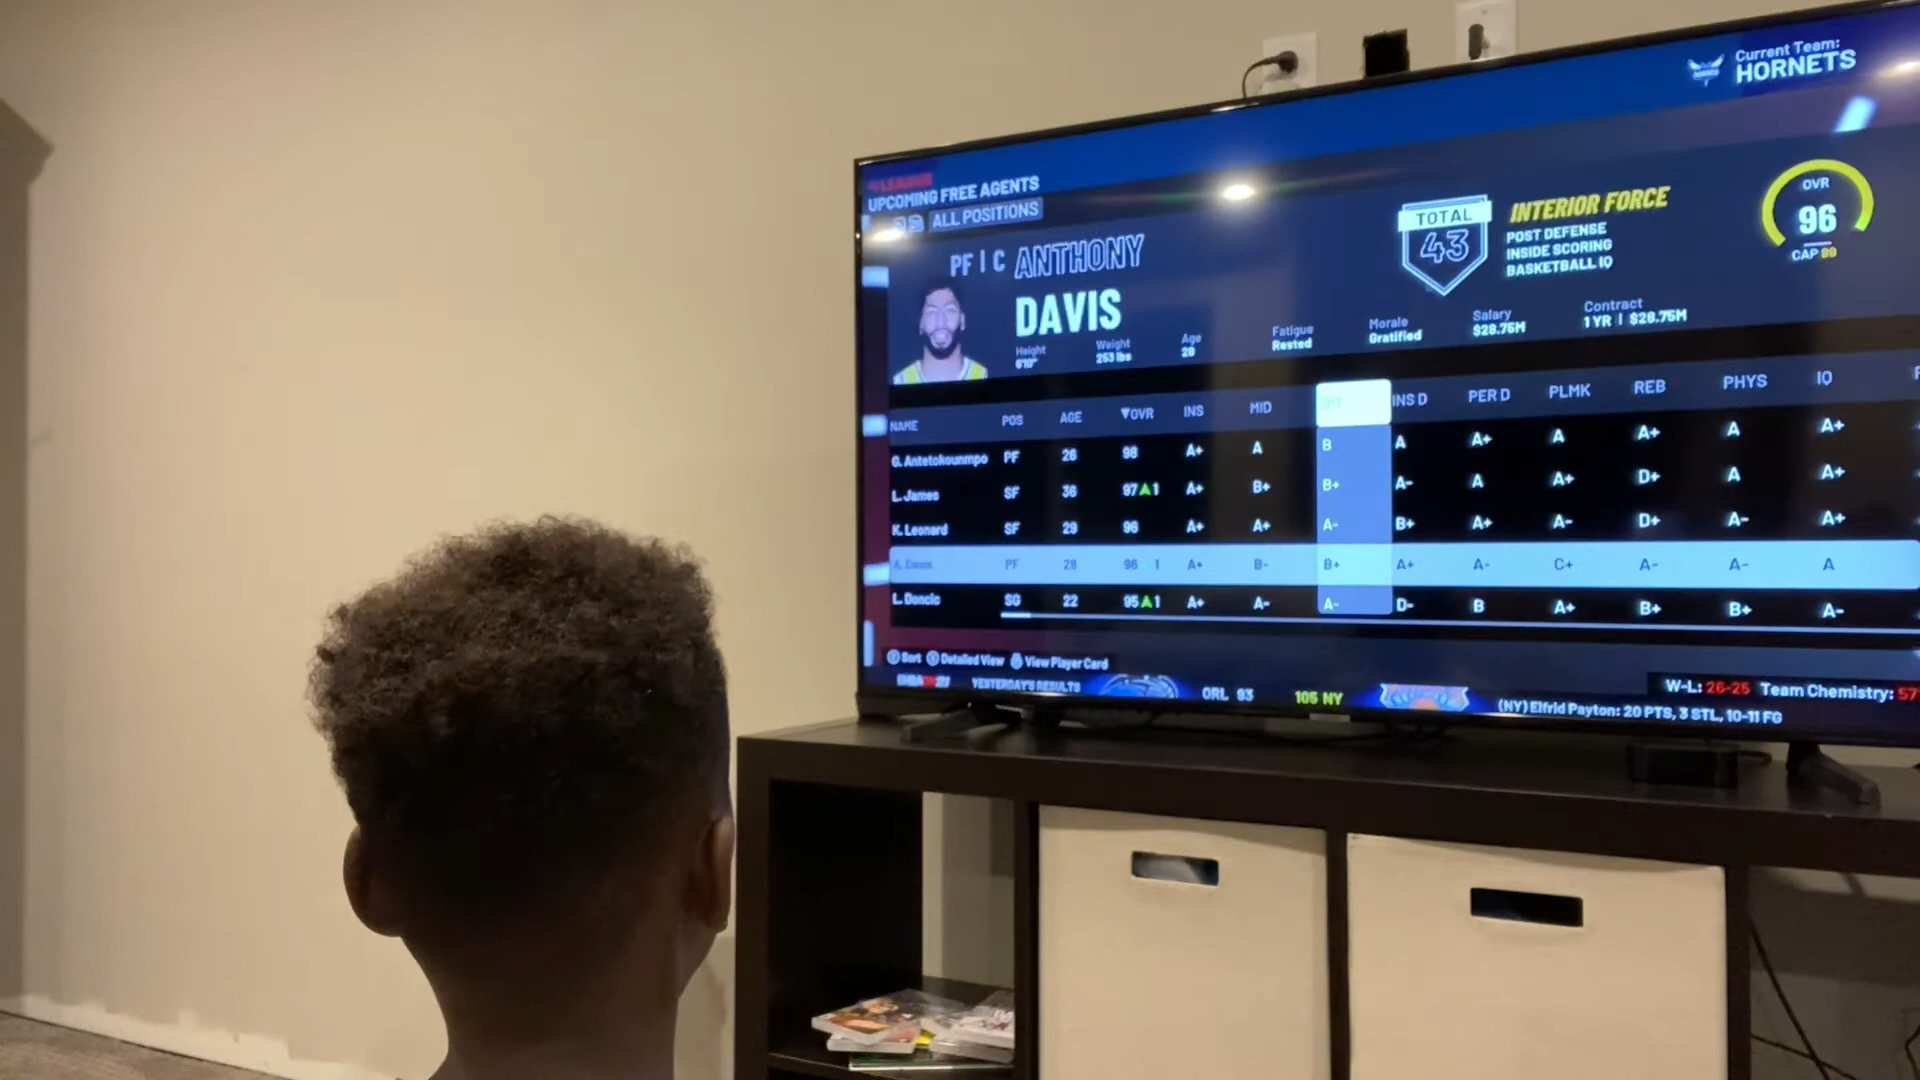 Current Team:
HORNETS
UPCOMING FREE AGENTS
ALL POSITIONS
PF | C ANTHONY
DAVIS
TOTAL
43
INTERIOR FORCE
POST DEFENSE
INSIDE SCORING
BASKETBALL IQ
OVR
96
CAP 99
Height
6'10"
Weight
253 lbs
Age
28
Fatigue
Rested
Morale
Gratified
Salary
$28.75M
Contract
1 YR | $28.75M
NAME POS AGE ▼OVR INS MID INS D PER D PLMK REB PHYS IQ
G. Antetokounmpo PF 26 98 A+ A B A A+ A A+ A A+
L. James SF 36 97▲1 A+ B+ B+ A- A A+ D+ A A+
K. Leonard SF 29 96 A+ A+ A- B+ A+ A- D+ A- A+
PF 28 96 1 A+ B- B+ A+ A- C+ A- A- A
L. Doncic SG 22 95▲1 A+ A- A- D- B A+ B+ B+ A-
Sort Detailed View View Player Card
W-L: 26-25 Team Chemistry: 57
YESTERDAY'S RESULTS ORL 93 105 NY (NY) Elfrid Payton: 20 PTS, 3 STL, 10-11 FG